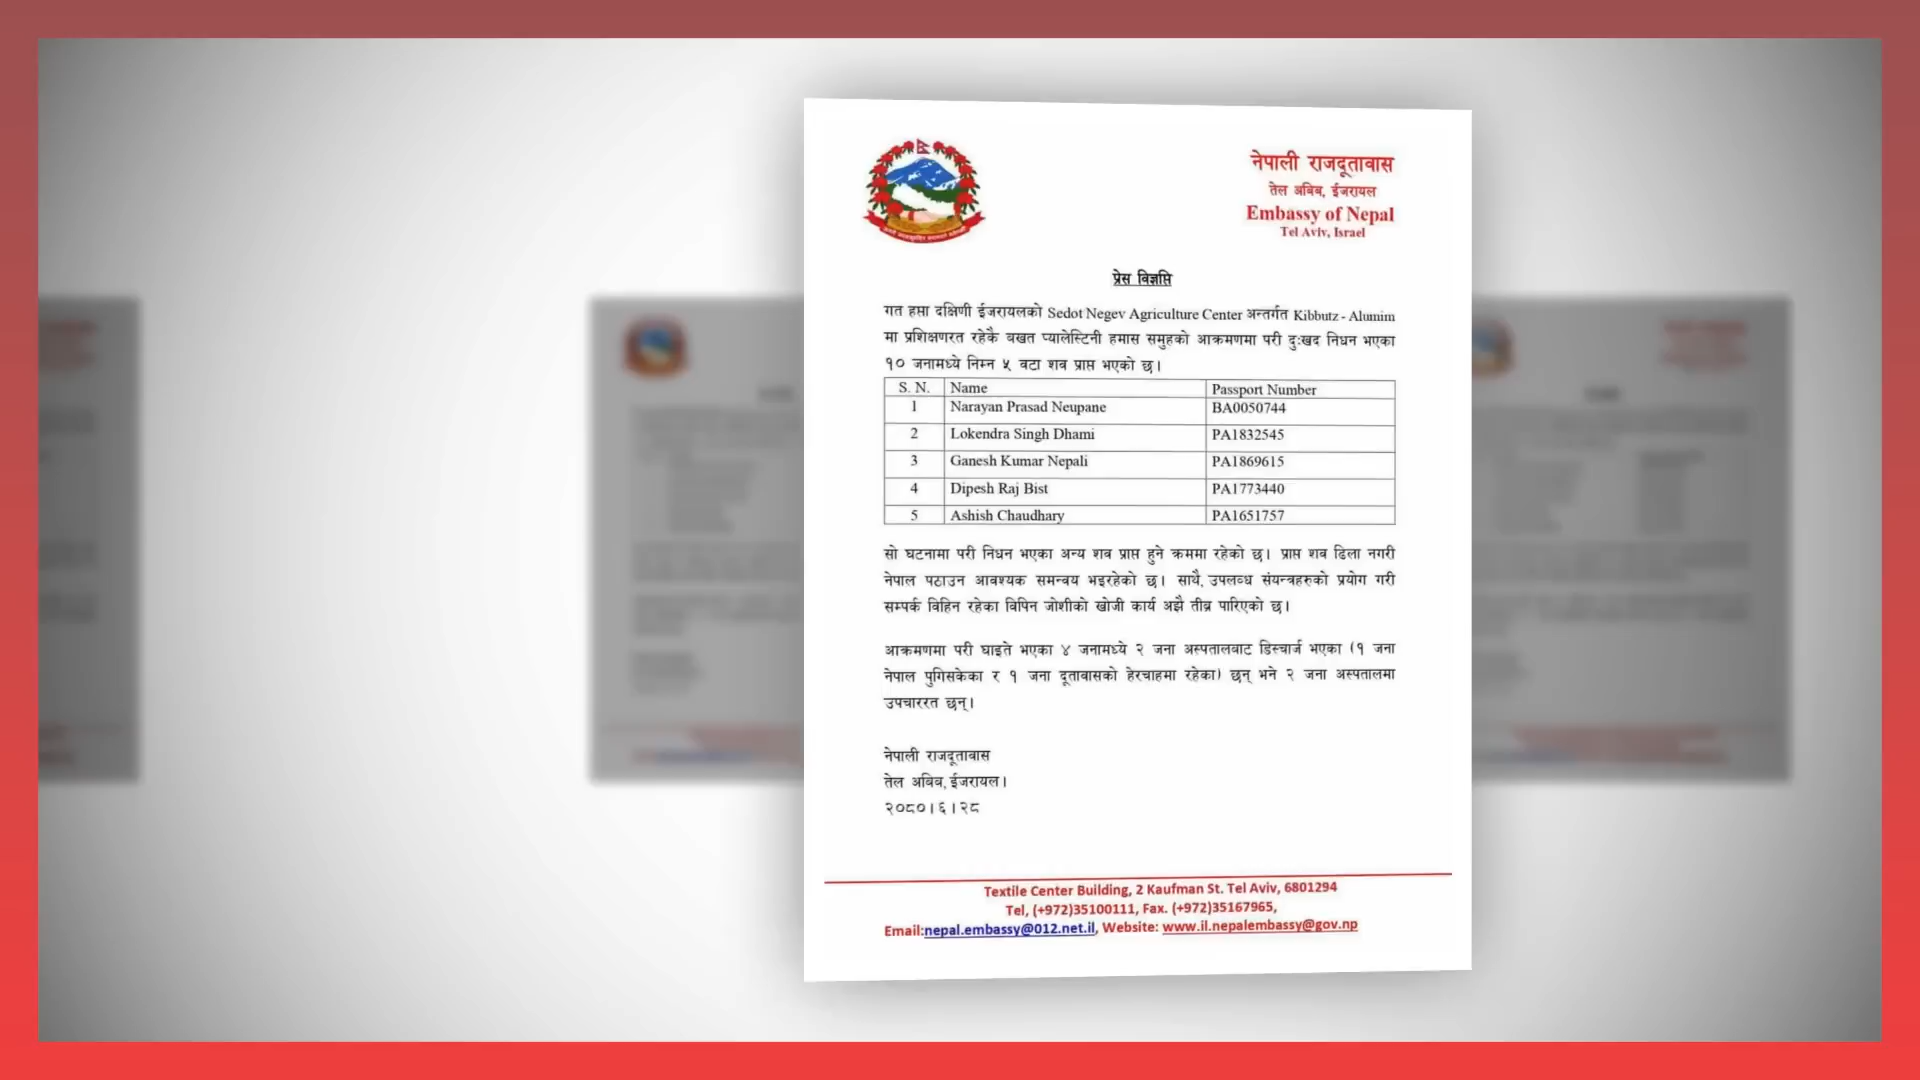 नेपाली राजदूतावास
तेल अबिब, ईजरायल
Embassy of Nepal
Tel Aviv, Israel
प्रेस विज्ञप्ति
गत हप्ता दक्षिणी ईजरायलको Sedot Negev Agriculture Center अन्तर्गत Kibbutz - Alumim
मा प्रशिक्षणरत रहेकै बखत प्यालेस्टिनी हमास समुहको आक्रमणमा परी दुःखद निधन भएका
१० जनामध्ये निम्न ५ वटा शव प्राप्त भएको छ।
S. N. Name Passport Number
1 Narayan Prasad Neupane BA0050744
2 Lokendra Singh Dhami PA1832545
3 Ganesh Kumar Nepali PA1869615
4 Dipesh Raj Bist PA1773440
5 Ashish Chaudhary PA1651757
सो घटनामा परी निधन भएका अन्य शव प्राप्त हुने क्रममा रहेको छ। प्राप्त शव ढिला नगरी
नेपाल पठाउन आवश्यक समन्वय भइरहेको छ। साथै, उपलब्ध संयन्त्रहरुको प्रयोग गरी
सम्पर्क विहिन रहेका विपिन जोशीको खोजी कार्य अझै तीव्र पारिएको छ।
आक्रमणमा परी घाइते भएका ४ जनामध्ये २ जना अस्पतालबाट डिस्चार्ज भएका (१ जना
नेपाल पुगिसकेका र १ जना दूतावासको हेरचाहमा रहेका) छन् भने २ जना अस्पतालमा
उपचाररत छन्।
नेपाली राजदूतावास
तेल अबिब, ईजरायल।
२०८०।६।२८
Textile Center Building, 2 Kaufman St. Tel Aviv, 6801294
Tel, (+972)35100111, Fax. (+972)35167965,
Email:nepal.embassy@012.net.il, Website: www.il.nepalembassy@gov.np